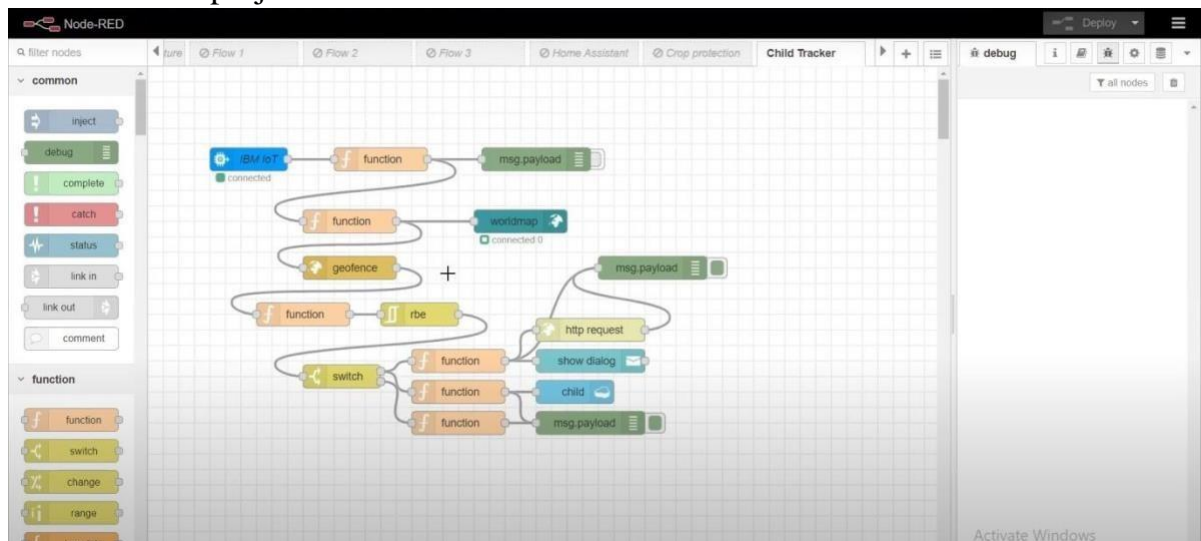 Node-RED
Deploy
filter nodes
ture
Flow 1
Flow 2
Flow 3
Home Assistant
Crop protection
Child Tracker
debug
i
all nodes
common
inject
debug
complete
catch
status
link in
link out
comment
function
function
switch
change
range
IBM IoT
connected
function
msg.payload
function
worldmap
connected 0
geofence
msg.payload
function
rbe
http request
switch
function
show dialog
function
child
function
msg.payload
Activate Windows